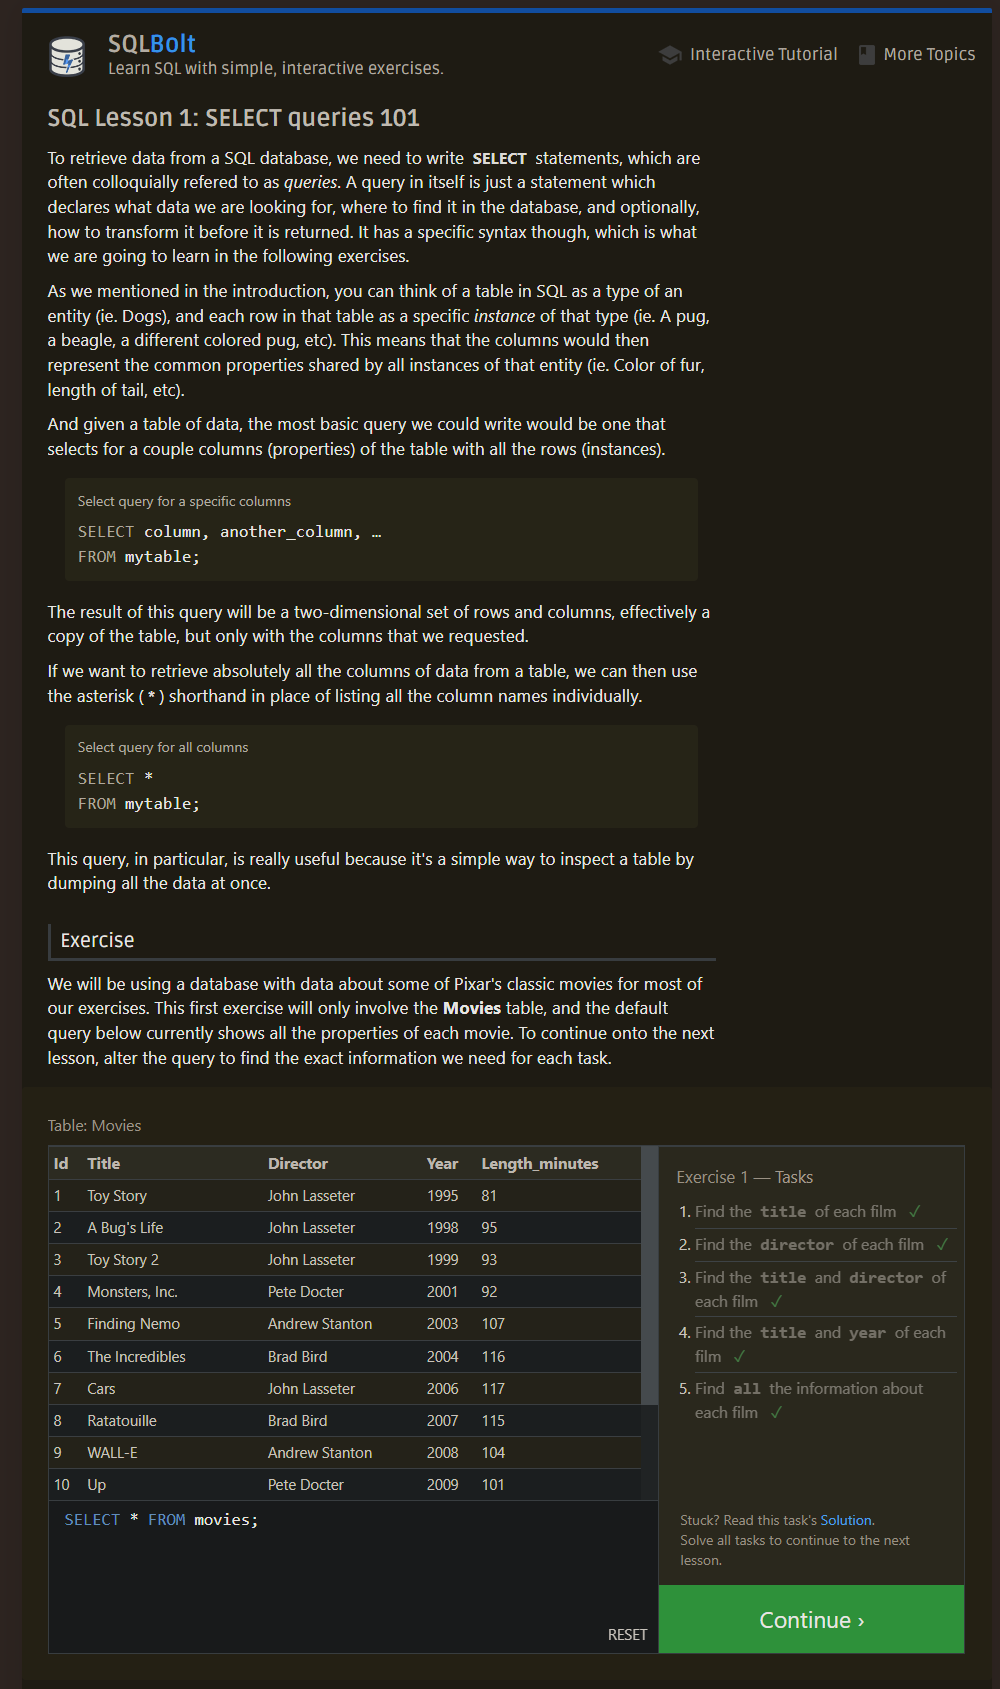 SQLBolt
Learn SQL with simple, interactive exercises.
Interactive Tutorial
More Topics
SQL Lesson 1: SELECT queries 101
To retrieve data from a SQL database, we need to write SELECT statements, which are
often colloquially refered to as queries. A query in itself is just a statement which
declares what data we are looking for, where to find it in the database, and optionally,
how to transform it before it is returned. It has a specific syntax though, which is what
we are going to learn in the following exercises.
As we mentioned in the introduction, you can think of a table in SQL as a type of an
entity (ie. Dogs), and each row in that table as a specific instance of that type (ie. A pug,
a beagle, a different colored pug, etc). This means that the columns would then
represent the common properties shared by all instances of that entity (ie. Color of fur,
length of tail, etc).
And given a table of data, the most basic query we could write would be one that
selects for a couple columns (properties) of the table with all the rows (instances).
Select query for a specific columns
SELECT column, another_column, …
FROM mytable;
The result of this query will be a two-dimensional set of rows and columns, effectively a
copy of the table, but only with the columns that we requested.
If we want to retrieve absolutely all the columns of data from a table, we can then use
the asterisk (*) shorthand in place of listing all the column names individually.
Select query for all columns
SELECT *
FROM mytable;
This query, in particular, is really useful because it's a simple way to inspect a table by
dumping all the data at once.
Exercise
We will be using a database with data about some of Pixar's classic movies for most of
our exercises. This first exercise will only involve the Movies table, and the default
query below currently shows all the properties of each movie. To continue onto the next
lesson, alter the query to find the exact information we need for each task.
Table: Movies
Id Title Director Year Length_minutes
1 Toy Story John Lasseter 1995 81
2 A Bug's Life John Lasseter 1998 95
3 Toy Story 2 John Lasseter 1999 93
4 Monsters, Inc. Pete Docter 2001 92
5 Finding Nemo Andrew Stanton 2003 107
6 The Incredibles Brad Bird 2004 116
7 Cars John Lasseter 2006 117
8 Ratatouille Brad Bird 2007 115
9 WALL-E Andrew Stanton 2008 104
10 Up Pete Docter 2009 101
SELECT * FROM movies;
RESET
Exercise 1 — Tasks
1. Find the title of each film ✓
2. Find the director of each film ✓
3. Find the title and director of
each film ✓
4. Find the title and year of each
film ✓
5. Find all the information about
each film ✓
Stuck? Read this task's Solution.
Solve all tasks to continue to the next
lesson.
Continue ›